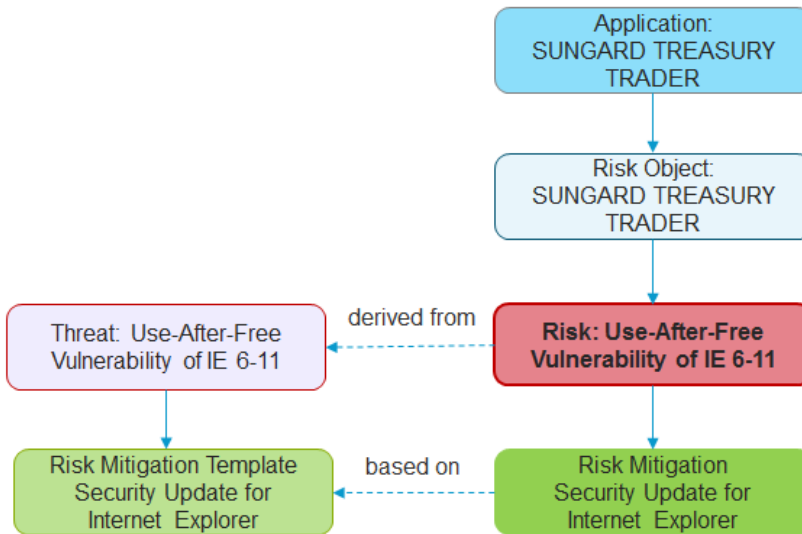 Application:
SUNGARD TREASURY
TRADER
Risk Object:
SUNGARD TREASURY
TRADER
Threat: Use-After-Free
Vulnerability of IE 6-11
derived from
Risk: Use-After-Free
Vulnerability of IE 6-11
Risk Mitigation Template
Security Update for
Internet Explorer
based on
Risk Mitigation
Security Update for
Internet Explorer